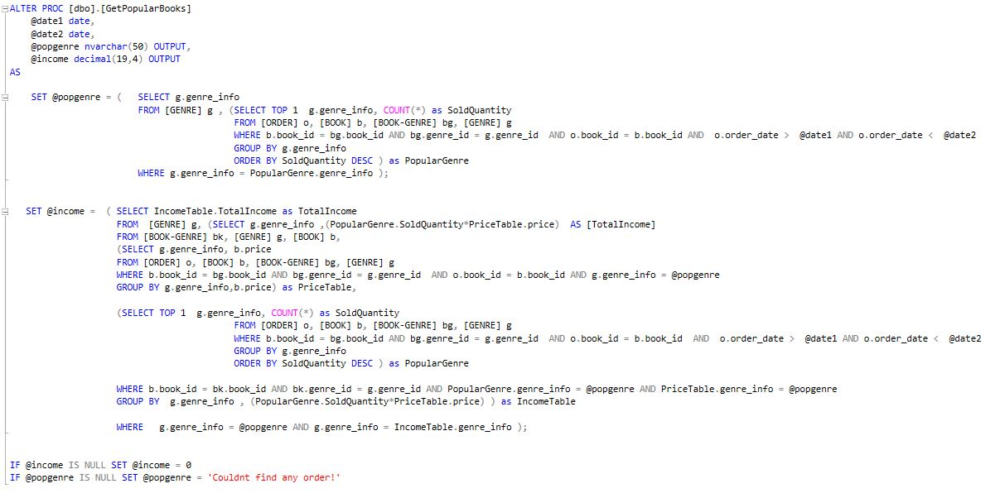 ALTER PROC [dbo].[GetPopularBooks]
@date1 date,
@date2 date,
@popgenre nvarchar(50) OUTPUT,
@income decimal(19,4) OUTPUT
AS
SET @popgenre = (   SELECT g.genre_info
FROM [GENRE] g , (SELECT TOP 1  g.genre_info, COUNT(*) as SoldQuantity
FROM [ORDER] o, [BOOK] b, [BOOK-GENRE] bg, [GENRE] g
WHERE b.book_id = bg.book_id AND bg.genre_id = g.genre_id  AND o.book_id = b.book_id AND  o.order_date >  @date1 AND o.order_date <  @date2
GROUP BY g.genre_info
ORDER BY SoldQuantity DESC ) as PopularGenre
WHERE g.genre_info = PopularGenre.genre_info );
SET @income =  ( SELECT IncomeTable.TotalIncome as TotalIncome
FROM  [GENRE] g, (SELECT g.genre_info ,(PopularGenre.SoldQuantity*PriceTable.price)  AS [TotalIncome]
FROM [BOOK-GENRE] bk, [GENRE] g, [BOOK] b,
(SELECT g.genre_info, b.price
FROM [ORDER] o, [BOOK] b, [BOOK-GENRE] bg, [GENRE] g
WHERE b.book_id = bg.book_id AND bg.genre_id = g.genre_id  AND o.book_id = b.book_id AND g.genre_info = @popgenre
GROUP BY g.genre_info,b.price) as PriceTable,
(SELECT TOP 1  g.genre_info, COUNT(*) as SoldQuantity
FROM [ORDER] o, [BOOK] b, [BOOK-GENRE] bg, [GENRE] g
WHERE b.book_id = bg.book_id AND bg.genre_id = g.genre_id  AND o.book_id = b.book_id  AND  o.order_date >  @date1 AND o.order_date <  @date2
GROUP BY g.genre_info
ORDER BY SoldQuantity DESC ) as PopularGenre
WHERE b.book_id = bk.book_id AND bk.genre_id = g.genre_id AND PopularGenre.genre_info = @popgenre AND PriceTable.genre_info = @popgenre
GROUP BY  g.genre_info , (PopularGenre.SoldQuantity*PriceTable.price) ) as IncomeTable
WHERE   g.genre_info = @popgenre AND g.genre_info = IncomeTable.genre_info );
IF @income IS NULL SET @income = 0
IF @popgenre IS NULL SET @popgenre = 'Couldnt find any order!'